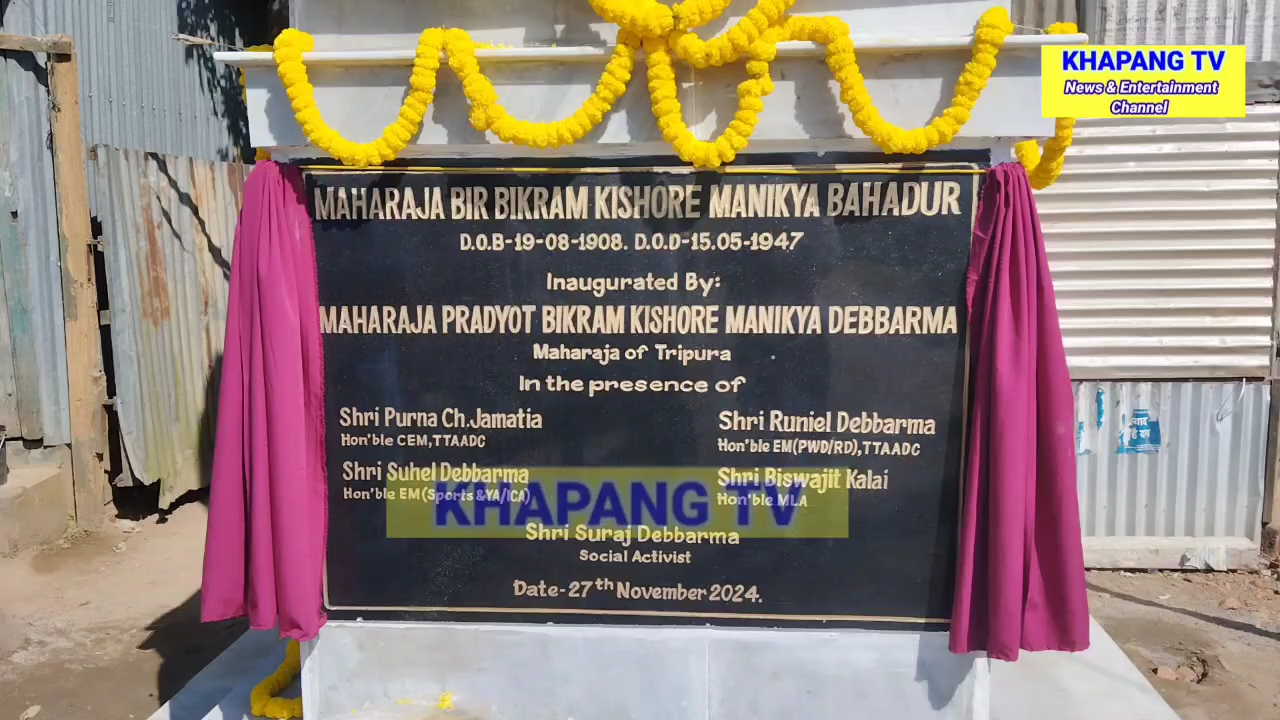 KHAPANG TV
News & Entertainment
Channel
MAHARAJA BIR BIKRAM KISHORE MANIKYA BAHADUR
D.O.B-19-08-1908. D.O.D-15.05-1947
Inaugurated By:
MAHARAJA PRADYOT BIKRAM KISHORE MANIKYA DEBBARMA
Maharaja of Tripura
In the presence of
Shri Purna Ch.Jamatia
Hon'ble CEM,TTAADC
Shri Runiel Debbarma
Hon'ble EM(PWD/RD),TTAADC
Shri Suhel Debbarma
Hon'ble EM(Sports &YA/ICA)
Shri Biswajit Kalai
Hon'ble MLA
KHAPANG TV
Shri Suraj Debbarma
Social Activist
Date-27th November 2024.